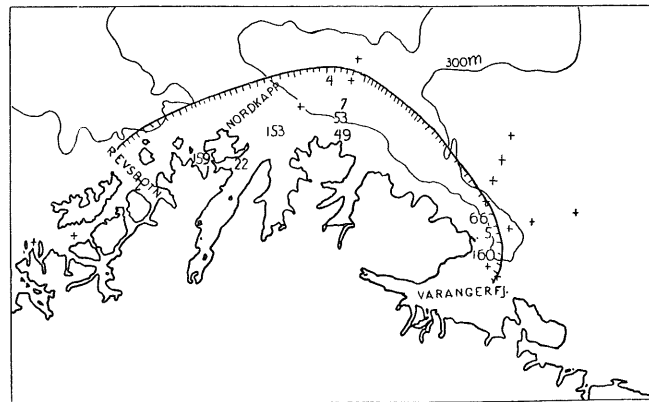 300m
4
NORDKAPP
7
53
153
49
REVSBOTN
159
22
66
5
160
VARANGERFJ.